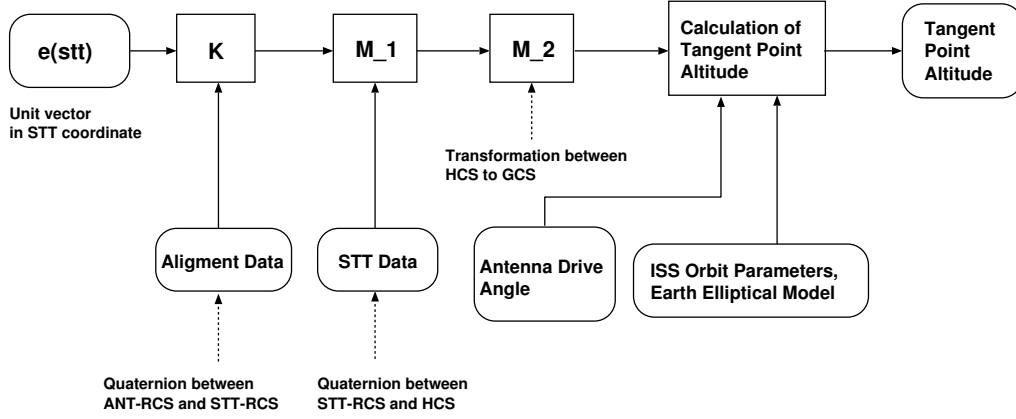 e(stt)
K
M_1
M_2
Calculation of
Tangent Point
Altitude
Tangent
Point
Altitude
Unit vector
in STT coordinate
Transformation between
HCS to GCS
Aligment Data
STT Data
Antenna Drive
Angle
ISS Orbit Parameters,
Earth Elliptical Model
Quaternion between
ANT-RCS and STT-RCS
Quaternion between
STT-RCS and HCS